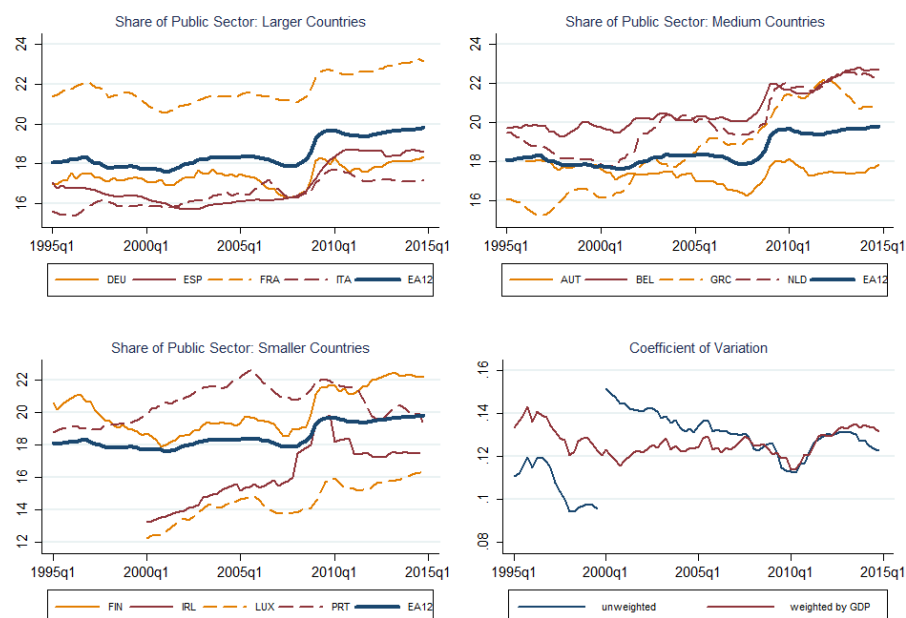 Share of Public Sector: Larger Countries
24
22
20
18
16
1995q1 2000q1 2005q1 2010q1 2015q1
DEU ESP FRA ITA EA12
Share of Public Sector: Medium Countries
24
22
20
18
16
1995q1 2000q1 2005q1 2010q1 2015q1
AUT BEL GRC NLD EA12
Share of Public Sector: Smaller Countries
22
20
18
16
14
12
1995q1 2000q1 2005q1 2010q1 2015q1
FIN IRL LUX PRT EA12
Coefficient of Variation
.16
.14
.12
.1
.08
1995q1 2000q1 2005q1 2010q1 2015q1
unweighted weighted by GDP